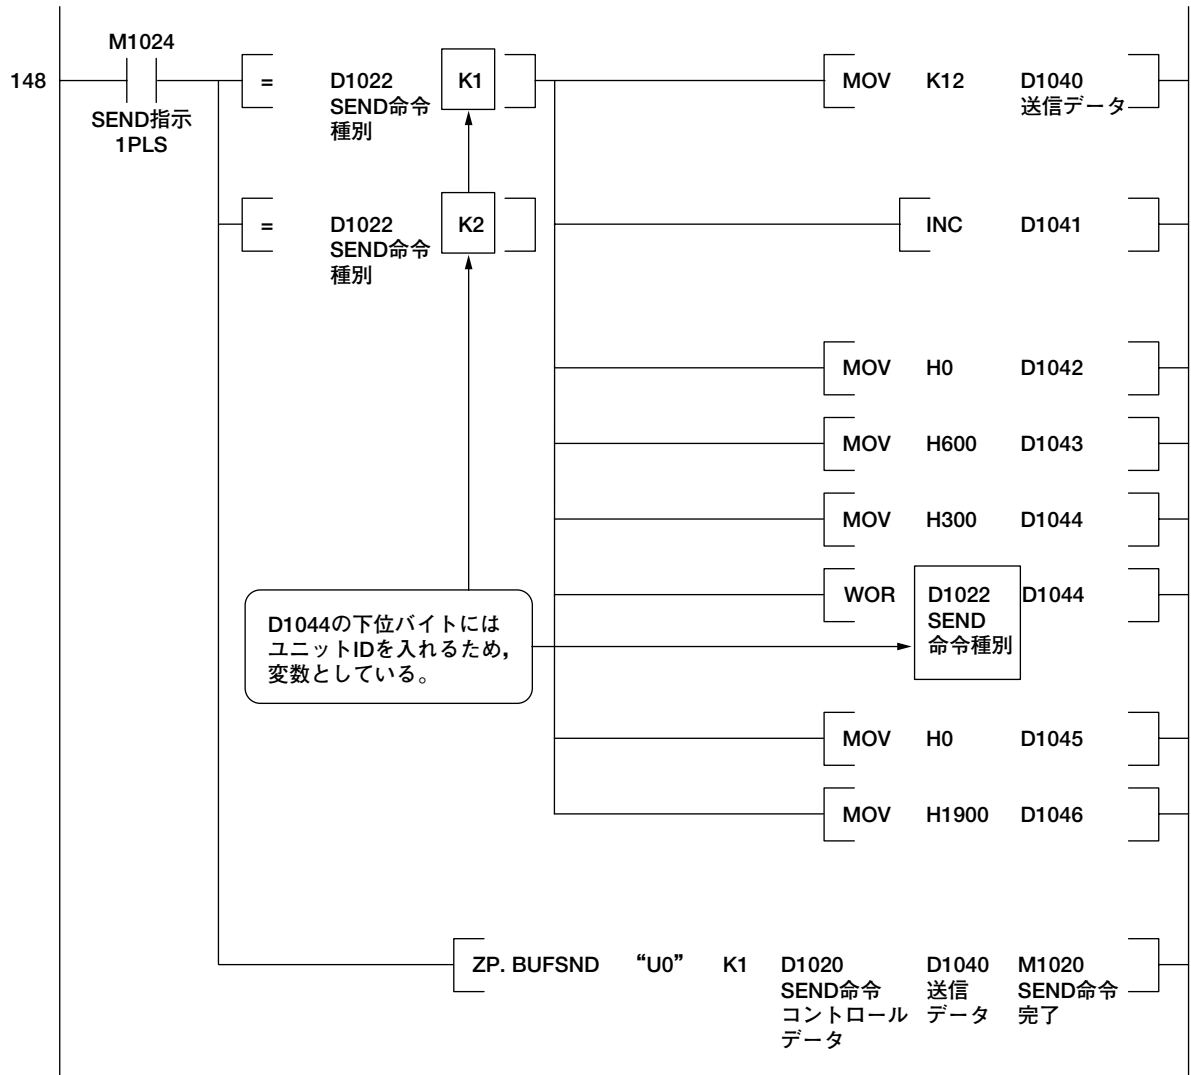 M1024
148
SEND指示
1PLS
= D1022 K1
SEND命令
種別
MOV K12 D1040
送信データ
= D1022 K2
SEND命令
種別
INC D1041
MOV H0 D1042
MOV H600 D1043
MOV H300 D1044
WOR D1022 D1044
SEND
命令種別
D1044の下位バイトには
ユニットIDを入れるため,
変数としている。
MOV H0 D1045
MOV H1900 D1046
ZP. BUFSND “U0” K1 D1020 D1040 M1020
SEND命令 送信 SEND命令
コントロール データ 完了
データ